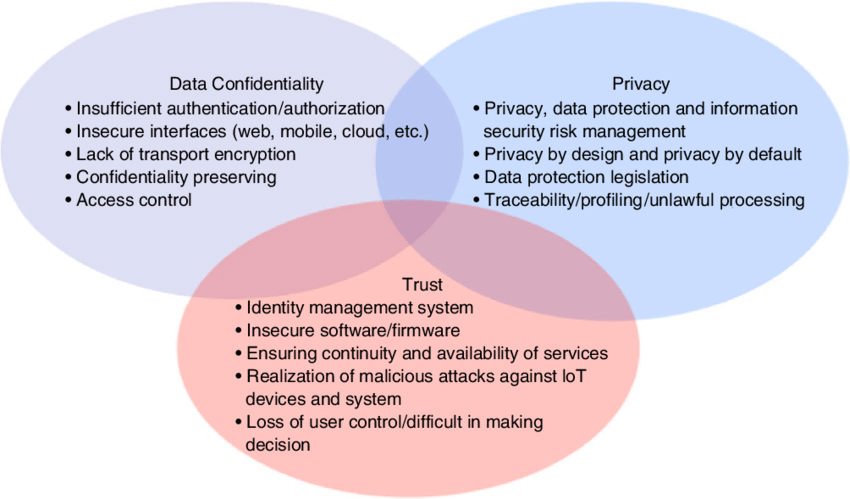 Data Confidentiality
• Insufficient authentication/authorization
• Insecure interfaces (web, mobile, cloud, etc.)
• Lack of transport encryption
• Confidentiality preserving
• Access control
Privacy
• Privacy, data protection and information
security risk management
• Privacy by design and privacy by default
• Data protection legislation
• Traceability/profiling/unlawful processing
Trust
• Identity management system
• Insecure software/firmware
• Ensuring continuity and availability of services
• Realization of malicious attacks against IoT
devices and system
• Loss of user control/difficult in making
decision